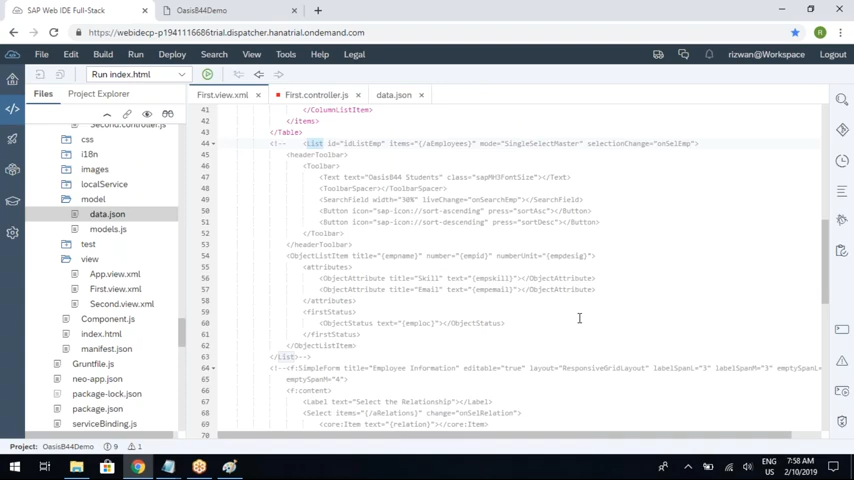 SAP Web IDE Full-Stack
Oasis844Demo
https://webidecp-p1941116686trial.dispatcher.hanatrial.ondemand.com
File Edit Build Run Deploy Search View Tools Help Legal
rizwan@Workspace
Logout
Run index.html
Files
Project Explorer
First.view.xml
First.controller.js
data.json
Second.controller.js
css
i18n
images
localService
model
data.json
models.js
test
view
App.view.xml
First.view.xml
Second.view.xml
Component.js
index.html
manifest.json
Gruntfile.js
neo-app.json
package-lock.json
package.json
serviceBinding.js
41 </ColumnListItem>
42 </items>
43 </Table>
44 <!-- <List id="idListEmp" items="{/aEmployees}" mode="SingleSelectMaster" selectionChange="onSelEmp">
45 <headerToolbar>
46 <Toolbar>
47 <Text text="Oasis844 Students" class="sapMH3FontSize"></Text>
48 <ToolbarSpacer></ToolbarSpacer>
49 <SearchField width="30%" liveChange="onSearchEmp"></SearchField>
50 <Button icon="sap-icon://sort-ascending" press="sortAsc"></Button>
51 <Button icon="sap-icon://sort-descending" press="sortDesc"></Button>
52 </Toolbar>
53 </headerToolbar>
54 <ObjectListItem title="{empname}" number="{empid}" numberUnit="{empdesig}">
55 <attributes>
56 <ObjectAttribute title="Skill" text="{empskill}"></ObjectAttribute>
57 <ObjectAttribute title="Email" text="{empemail}"></ObjectAttribute>
58 </attributes>
59 <firstStatus>
60 <ObjectStatus text="{emploc}"></ObjectStatus>
61 </firstStatus>
62 </ObjectListItem>
63 </List>-->
64 <!--<f:SimpleForm title="Employee Information" editable="true" layout="ResponsiveGridLayout" labelSpanL="3" labelSpanM="3" emptySpanL=
65 emptySpanM="4">
66 <f:content>
67 <Label text="Select the Relationship"></Label>
68 <Select items="{/aRelations}" change="onSelRelation">
69 <core:Item text="{relation}"></core:Item>
70
Project: Oasis844Demo
9
1
ENG
US
7:58 AM
2/10/2019